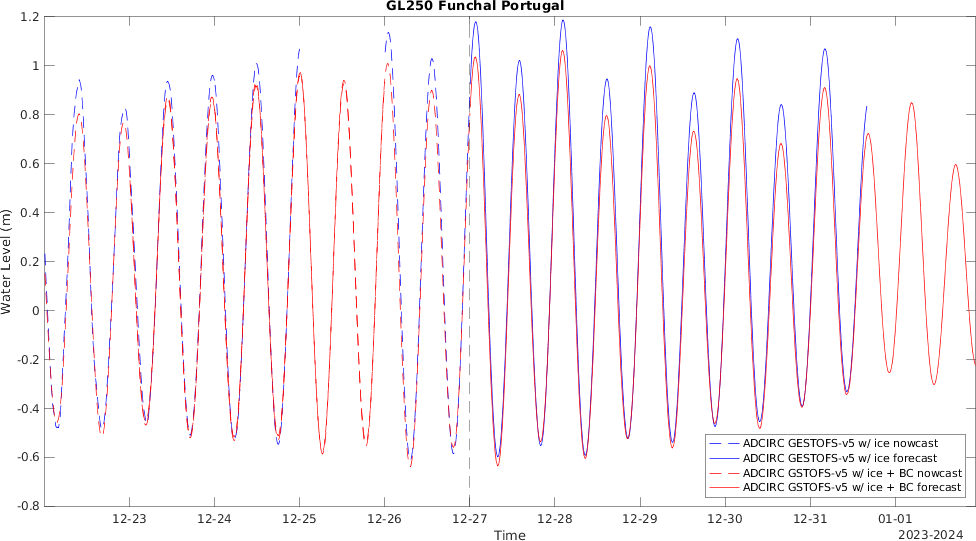 GL250 Funchal Portugal
1.2
1
0.8
0.6
0.4
0.2
0
-0.2
-0.4
-0.6
-0.8
Water Level (m)
12-23 12-24 12-25 12-26 12-27 12-28 12-29 12-30 12-31 01-01
Time
2023-2024
ADCIRC GESTOFS-v5 w/ ice nowcast
ADCIRC GESTOFS-v5 w/ ice forecast
ADCIRC GSTOFS-v5 w/ ice + BC nowcast
ADCIRC GSTOFS-v5 w/ ice + BC forecast